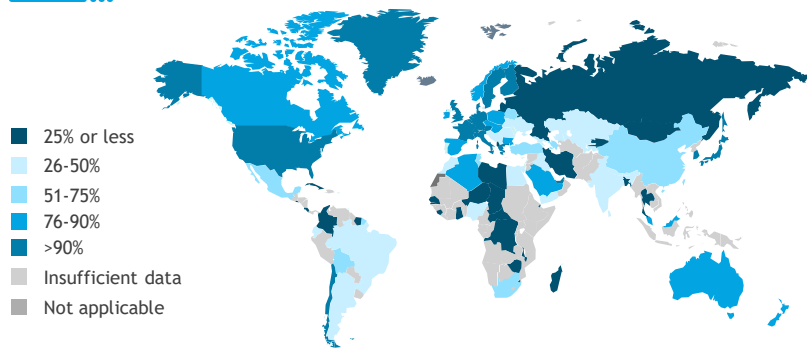 25% or less
26-50%
51-75%
76-90%
>90%
Insufficient data
Not applicable